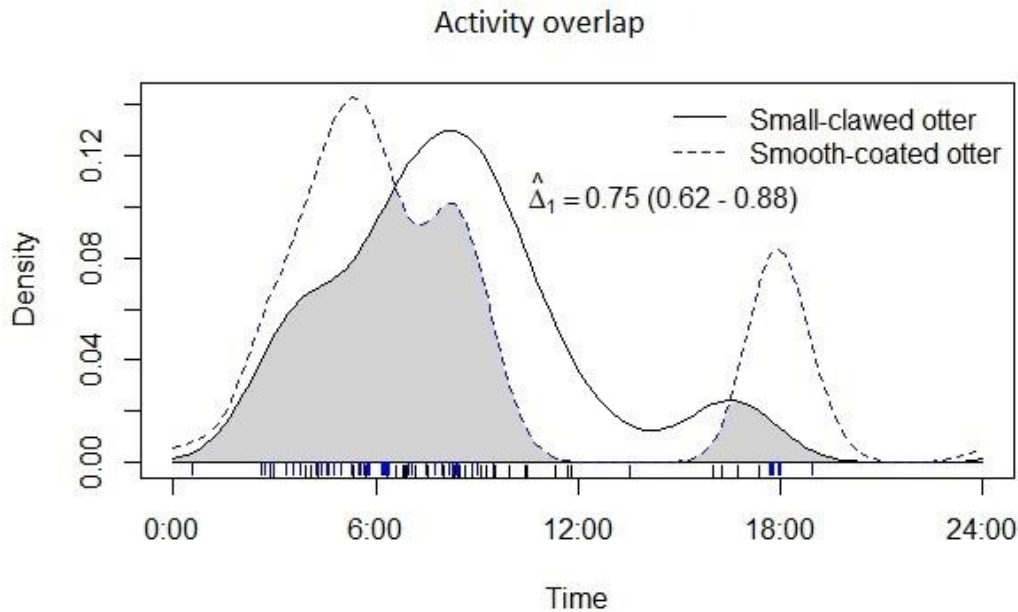 Activity overlap
Small-clawed otter
Smooth-coated otter
Δ̂₁ = 0.75 (0.62 - 0.88)
Density
0.12
0.08
0.04
0.00
0:00
6:00
12:00
18:00
24:00
Time